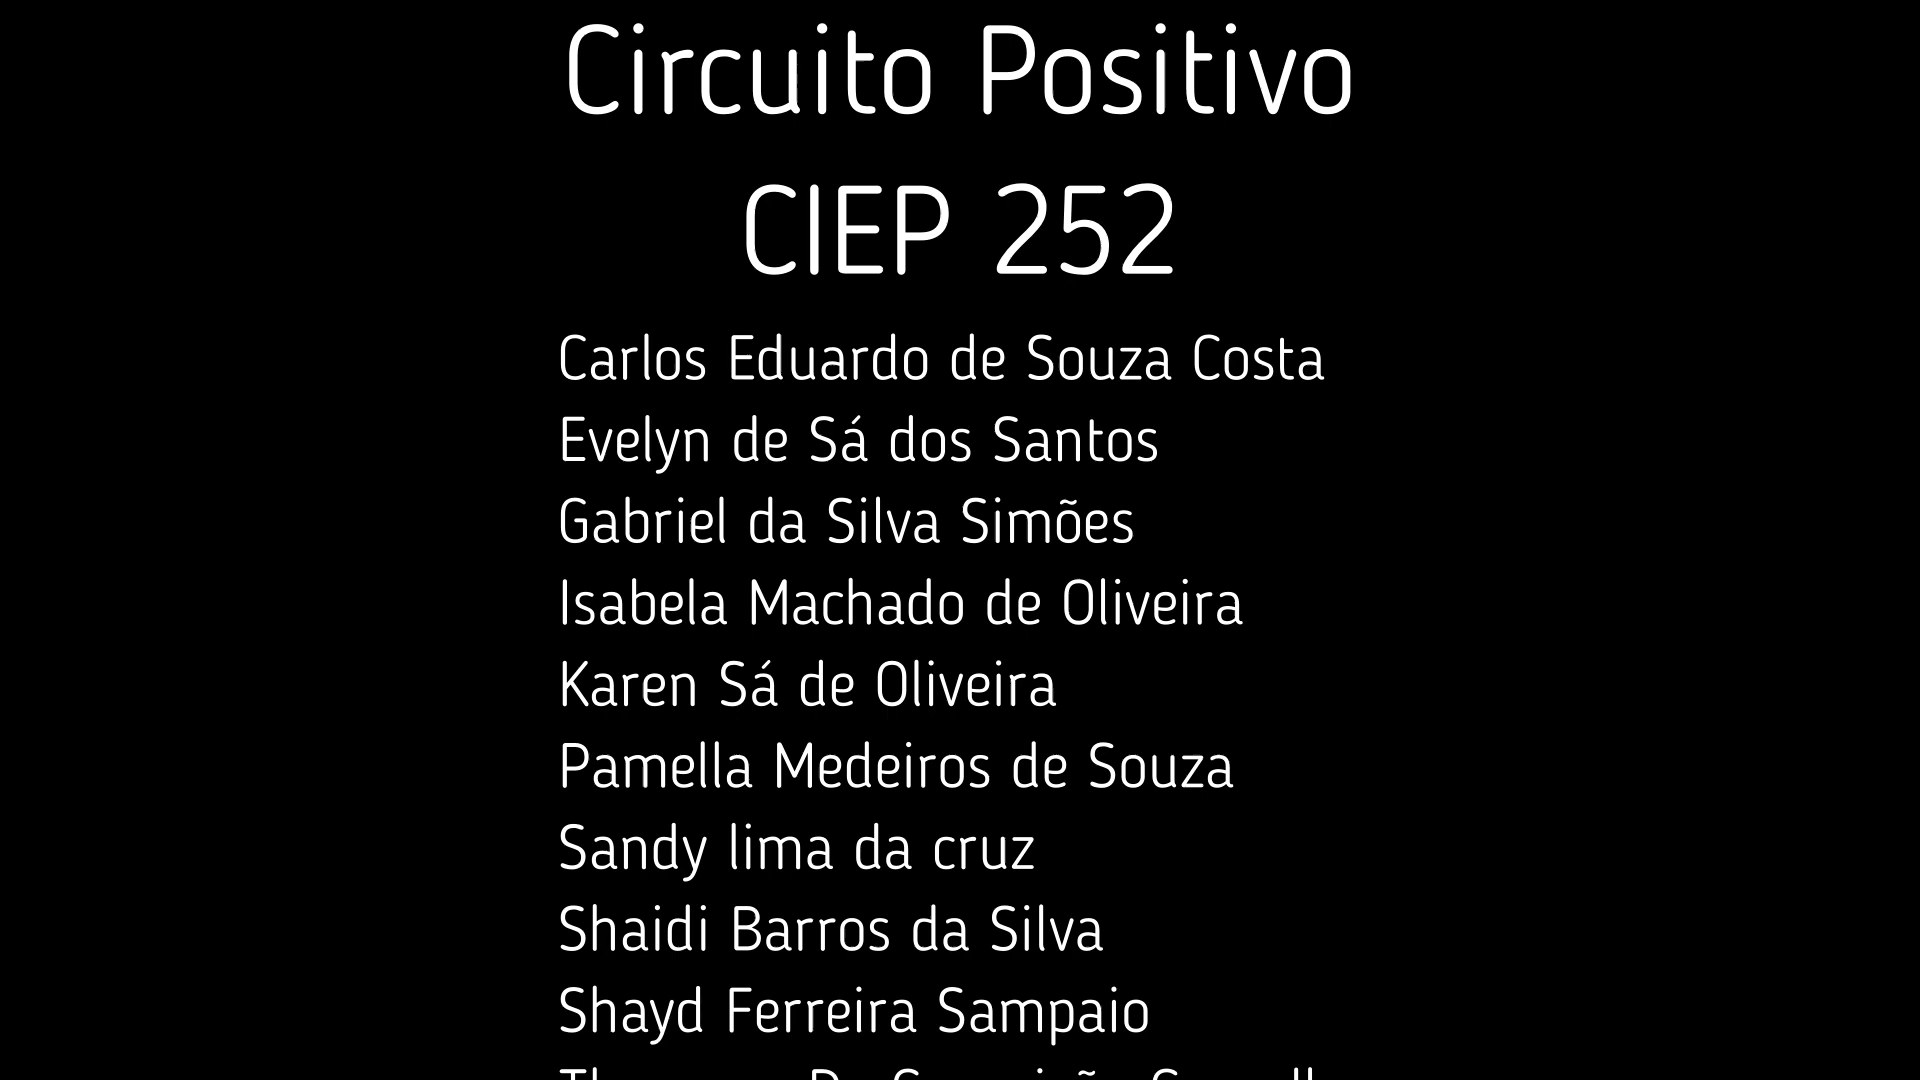 Circuito Positivo
CIEP 252
Carlos Eduardo de Souza Costa
Evelyn de Sá dos Santos
Gabriel da Silva Simões
Isabela Machado de Oliveira
Karen Sá de Oliveira
Pamella Medeiros de Souza
Sandy lima da cruz
Shaidi Barros da Silva
Shayd Ferreira Sampaio